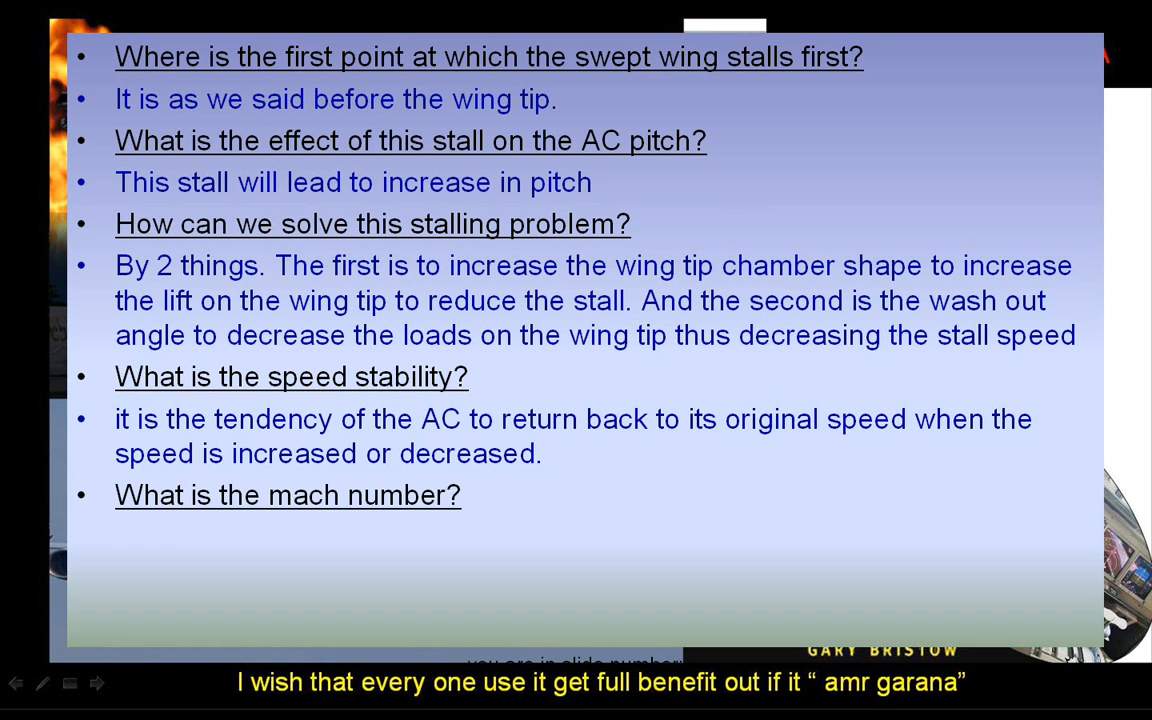 • Where is the first point at which the swept wing stalls first?
• It is as we said before the wing tip.
• What is the effect of this stall on the AC pitch?
• This stall will lead to increase in pitch
• How can we solve this stalling problem?
• By 2 things. The first is to increase the wing tip chamber shape to increase
the lift on the wing tip to reduce the stall. And the second is the wash out
angle to decrease the loads on the wing tip thus decreasing the stall speed
• What is the speed stability?
• it is the tendency of the AC to return back to its original speed when the
speed is increased or decreased.
• What is the mach number?
GARY BRISTOW
you are in slide number
I wish that every one use it get full benefit out if it “ amr garana”